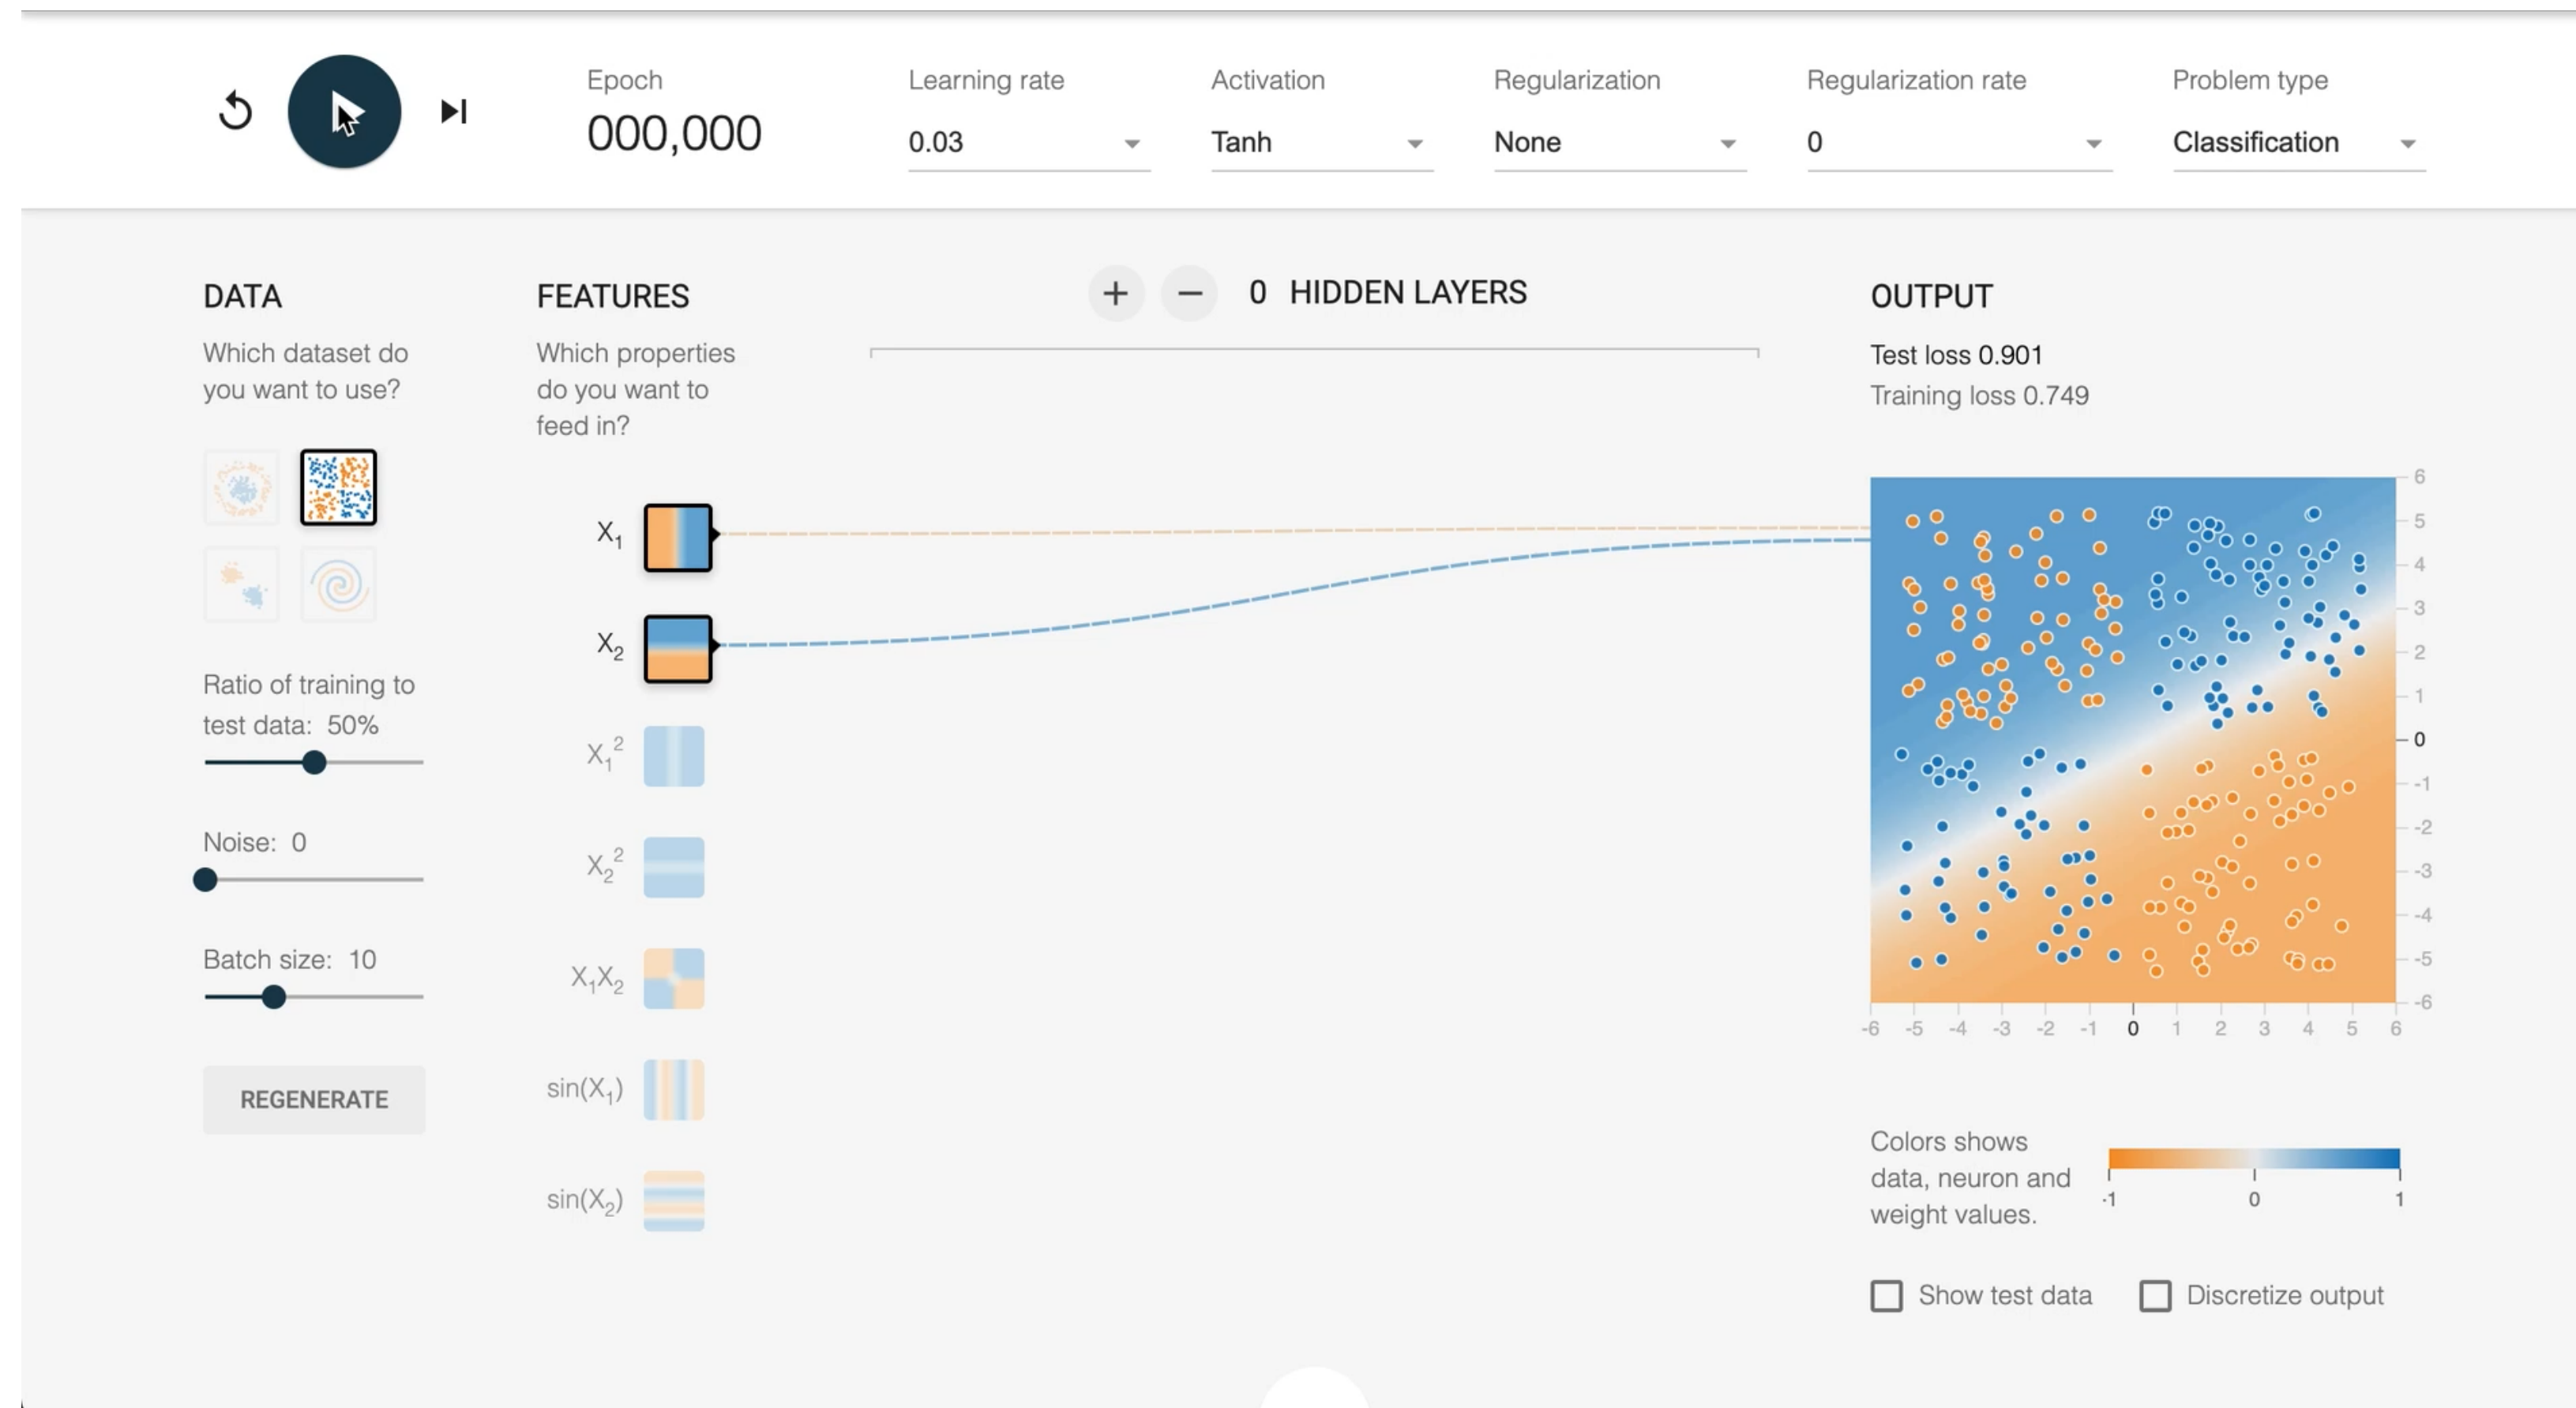 Epoch
000,000
Learning rate
0.03
Activation
Tanh
Regularization
None
Regularization rate
0
Problem type
Classification
DATA
Which dataset do
you want to use?
Ratio of training to
test data: 50%
Noise: 0
Batch size: 10
REGENERATE
FEATURES
Which properties
do you want to
feed in?
X1
X2
X1²
X2²
X1X2
sin(X1)
sin(X2)
+ − 0 HIDDEN LAYERS
OUTPUT
Test loss 0.901
Training loss 0.749
6
5
4
3
2
1
0
-1
-2
-3
-4
-5
-6
-6 -5 -4 -3 -2 -1 0 1 2 3 4 5 6
Colors shows
data, neuron and
weight values.
-1 0 1
Show test data
Discretize output